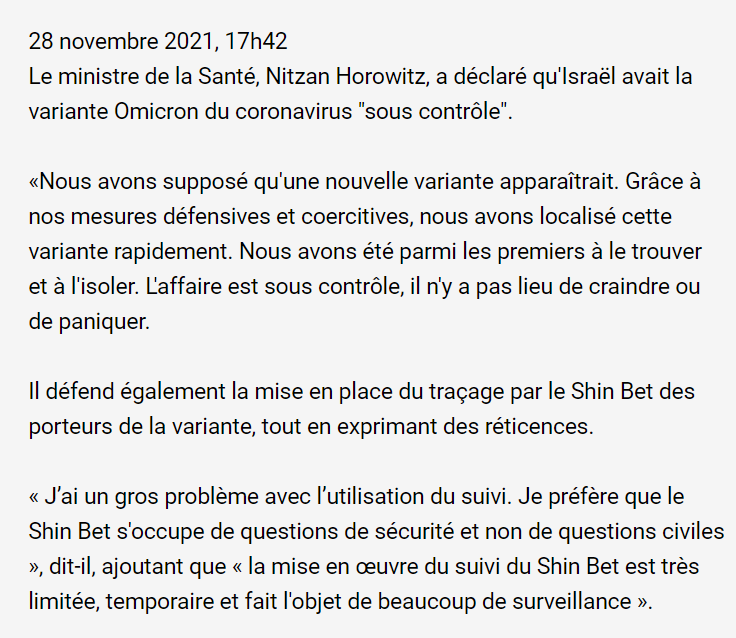 28 novembre 2021, 17h42
Le ministre de la Santé, Nitzan Horowitz, a déclaré qu'Israël avait la
variante Omicron du coronavirus "sous contrôle".
«Nous avons supposé qu'une nouvelle variante apparaîtrait. Grâce à
nos mesures défensives et coercitives, nous avons localisé cette
variante rapidement. Nous avons été parmi les premiers à le trouver
et à l'isoler. L'affaire est sous contrôle, il n'y a pas lieu de craindre ou
de paniquer.
Il défend également la mise en place du traçage par le Shin Bet des
porteurs de la variante, tout en exprimant des réticences.
« J’ai un gros problème avec l’utilisation du suivi. Je préfère que le
Shin Bet s'occupe de questions de sécurité et non de questions civiles
», dit-il, ajoutant que « la mise en œuvre du suivi du Shin Bet est très
limitée, temporaire et fait l'objet de beaucoup de surveillance ».